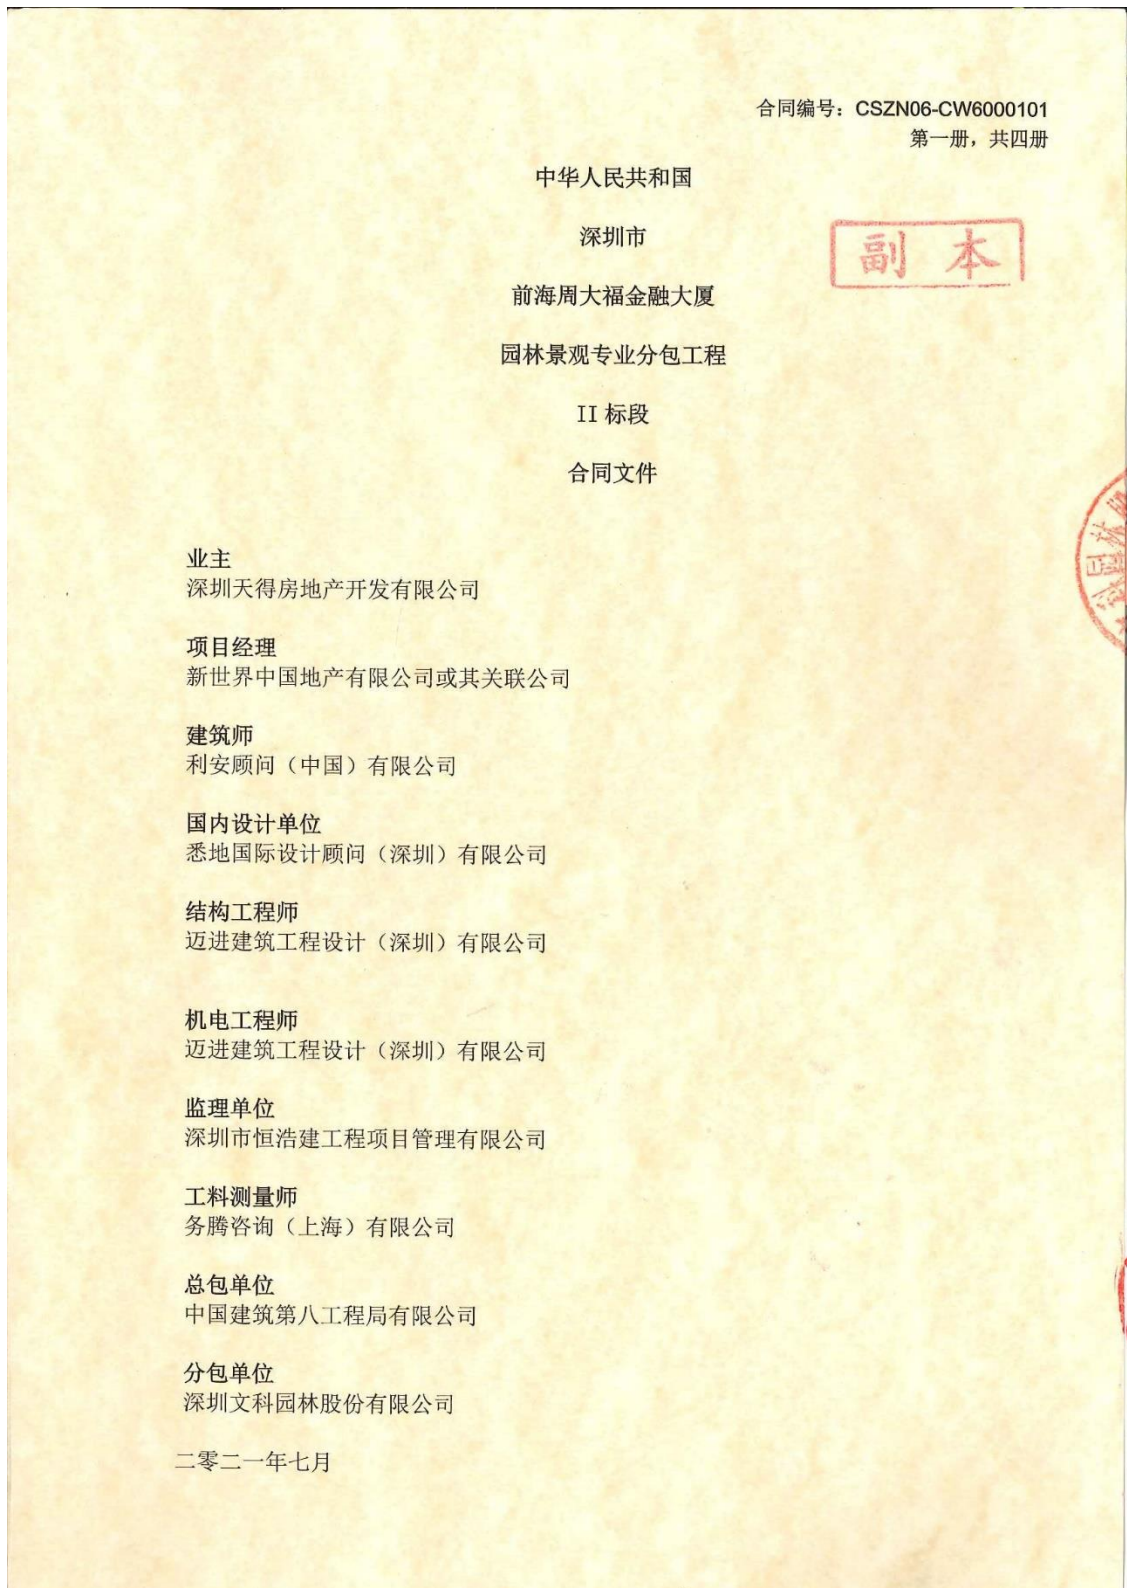 合同编号：CSZN06-CW6000101
第一册，共四册
中华人民共和国
深圳市
副 本
前海周大福金融大厦
园林景观专业分包工程
II 标段
合同文件
业主
深圳天得房地产开发有限公司
项目经理
新世界中国地产有限公司或其关联公司
建筑师
利安顾问（中国）有限公司
国内设计单位
悉地国际设计顾问（深圳）有限公司
结构工程师
迈进建筑工程设计（深圳）有限公司
机电工程师
迈进建筑工程设计（深圳）有限公司
监理单位
深圳市恒浩建工程项目管理有限公司
工料测量师
务腾咨询（上海）有限公司
总包单位
中国建筑第八工程局有限公司
分包单位
深圳文科园林股份有限公司
二零二一年七月